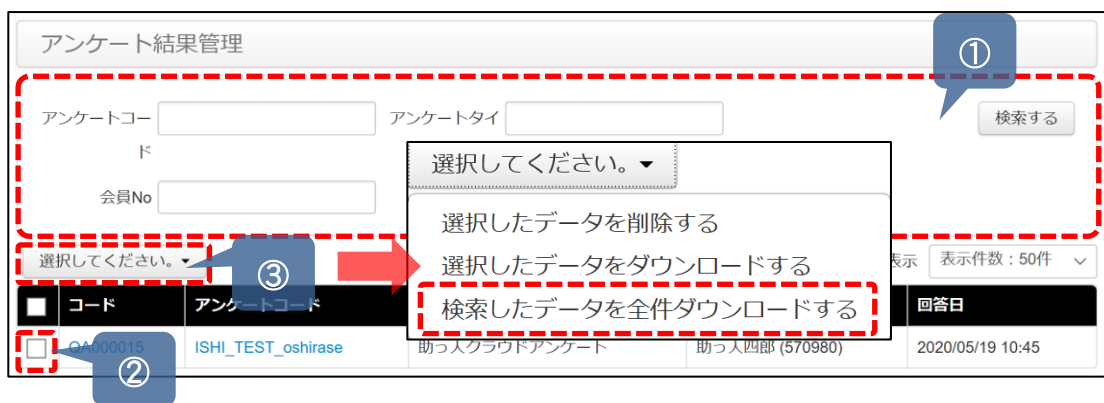 アンケート結果管理
①
アンケートコード
アンケートタイ
検索する
会員No
選択してください。
選択したデータを削除する
選択したデータをダウンロードする
検索したデータを全件ダウンロードする
選択してください。
③
表示
表示件数：50件
コード
アンケートコード
回答日
QA000015
ISHI_TEST_oshirase
助っ人クラウドアンケート
助っ人四郎 (570980)
2020/05/19 10:45
②